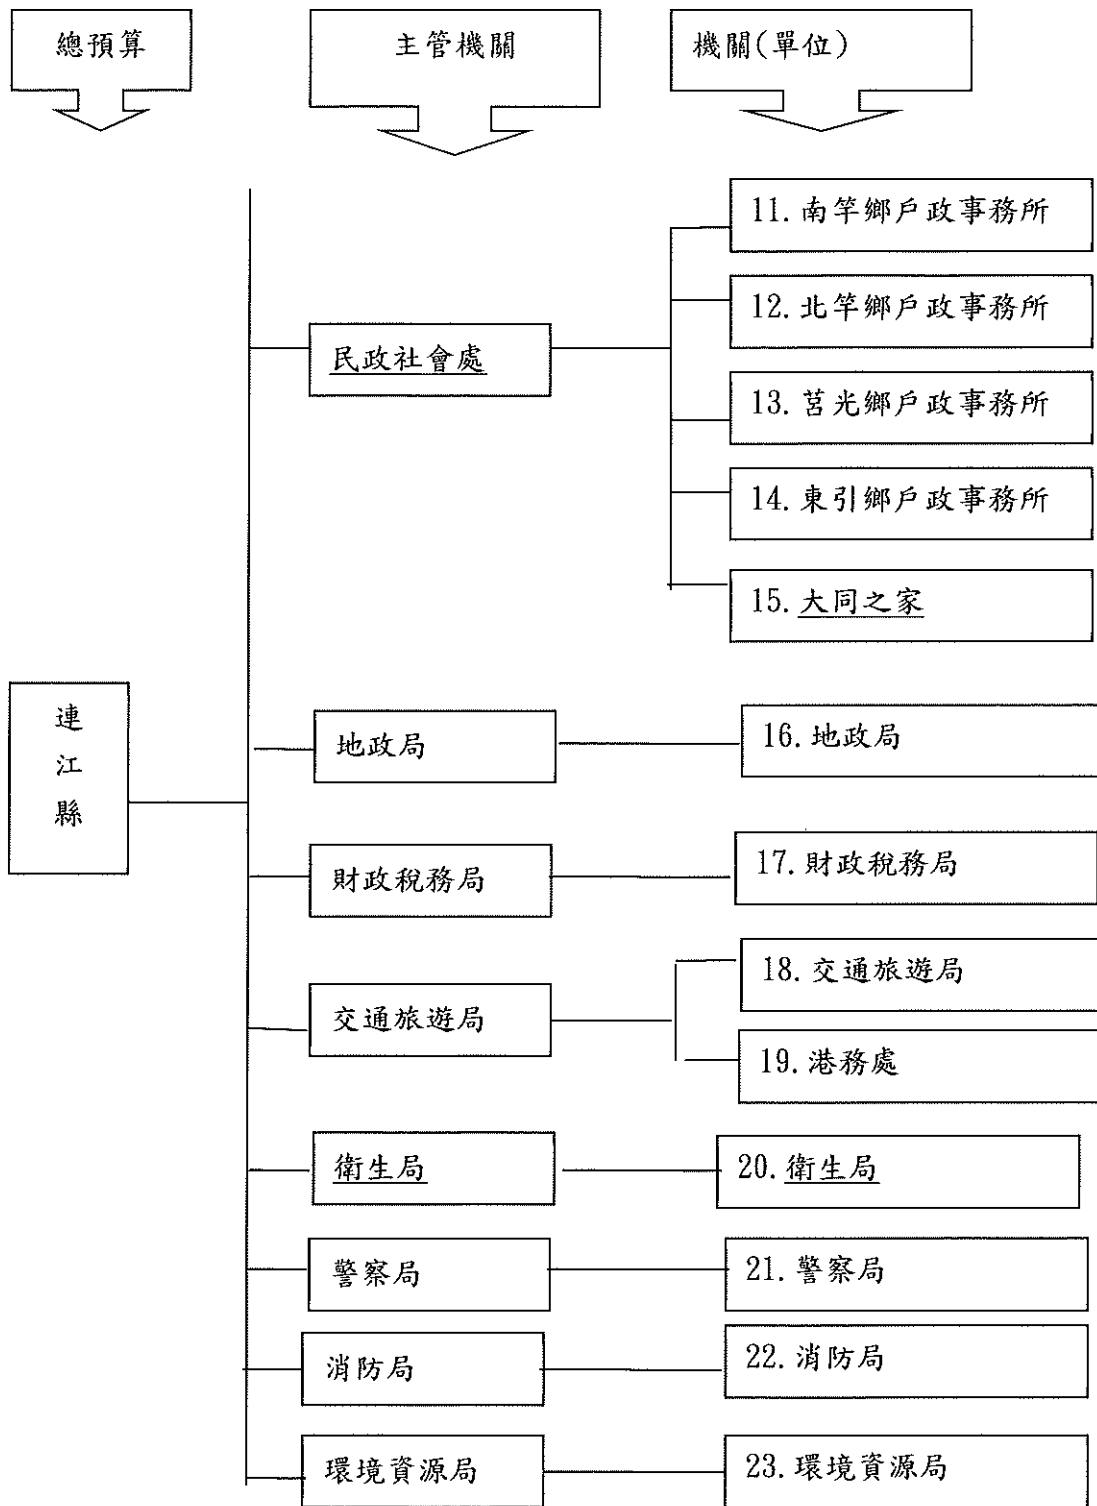 總預算
主管機關
機關(單位)
11.南竿鄉戶政事務所
12.北竿鄉戶政事務所
民政社會處
13.莒光鄉戶政事務所
14.東引鄉戶政事務所
15.大同之家
連
江
縣
地政局
16.地政局
財政稅務局
17.財政稅務局
交通旅遊局
18.交通旅遊局
19.港務處
衛生局
20.衛生局
警察局
21.警察局
消防局
22.消防局
環境資源局
23.環境資源局